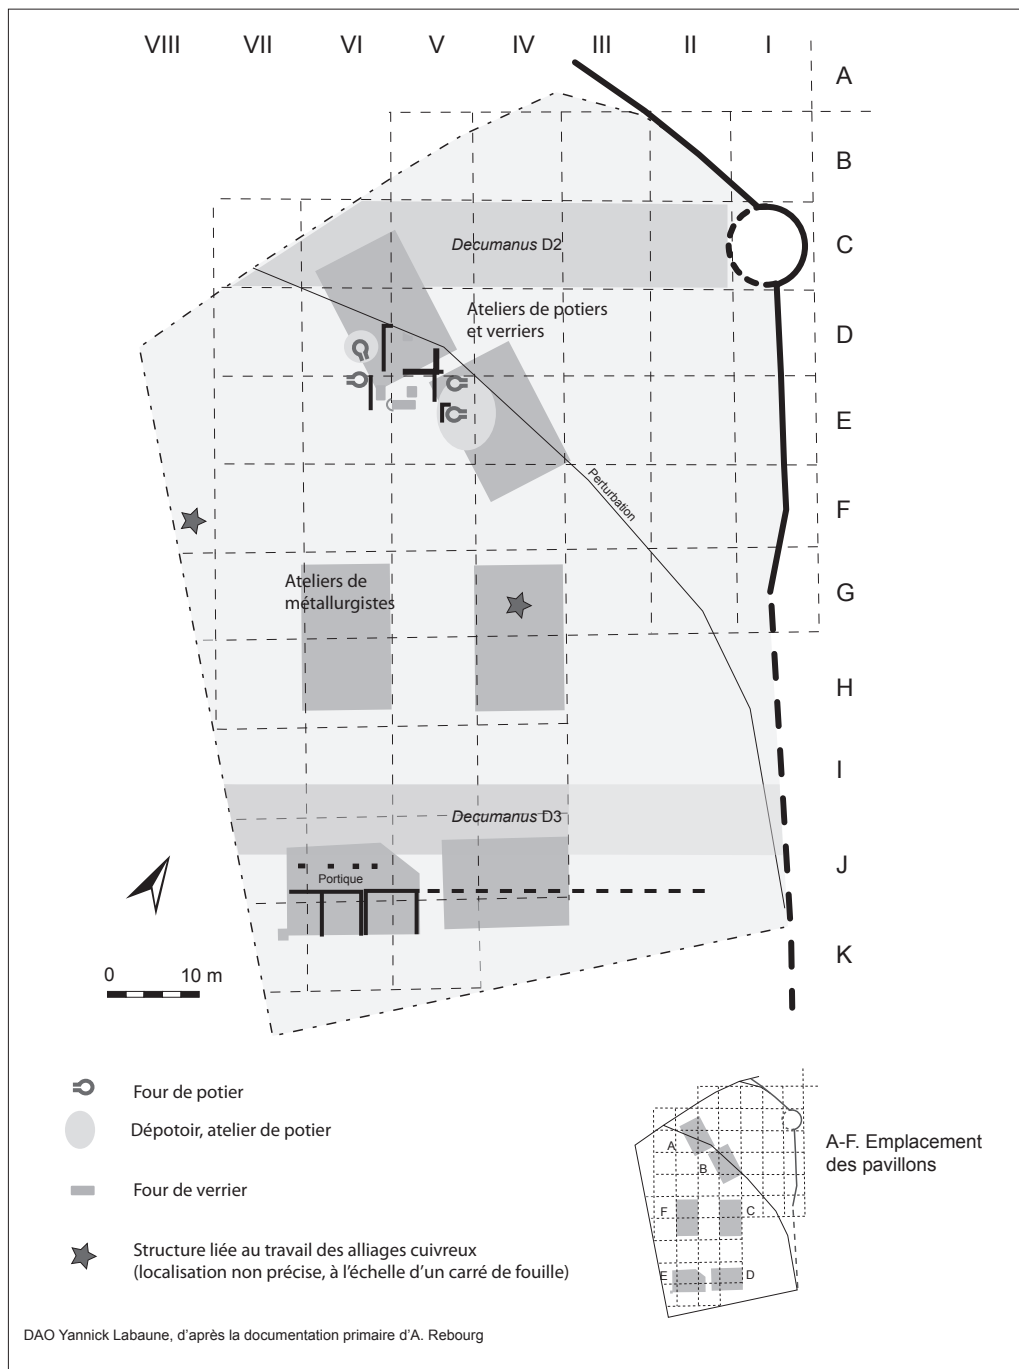 VIII VII VI V IV III II I
A
B
C
Decumanus D2
D
Ateliers de potiers
et verriers
E
Perturbation
F
G
Ateliers de
métallurgistes
H
I
Decumanus D3
J
Portique
K
0 10 m
Four de potier
Dépotoir, atelier de potier
Four de verrier
Structure liée au travail des alliages cuivreux
(localisation non précise, à l'échelle d'un carré de fouille)
A
B
F C
E D
A-F. Emplacement
des pavillons
DAO Yannick Labaune, d'après la documentation primaire d'A. Rebourg